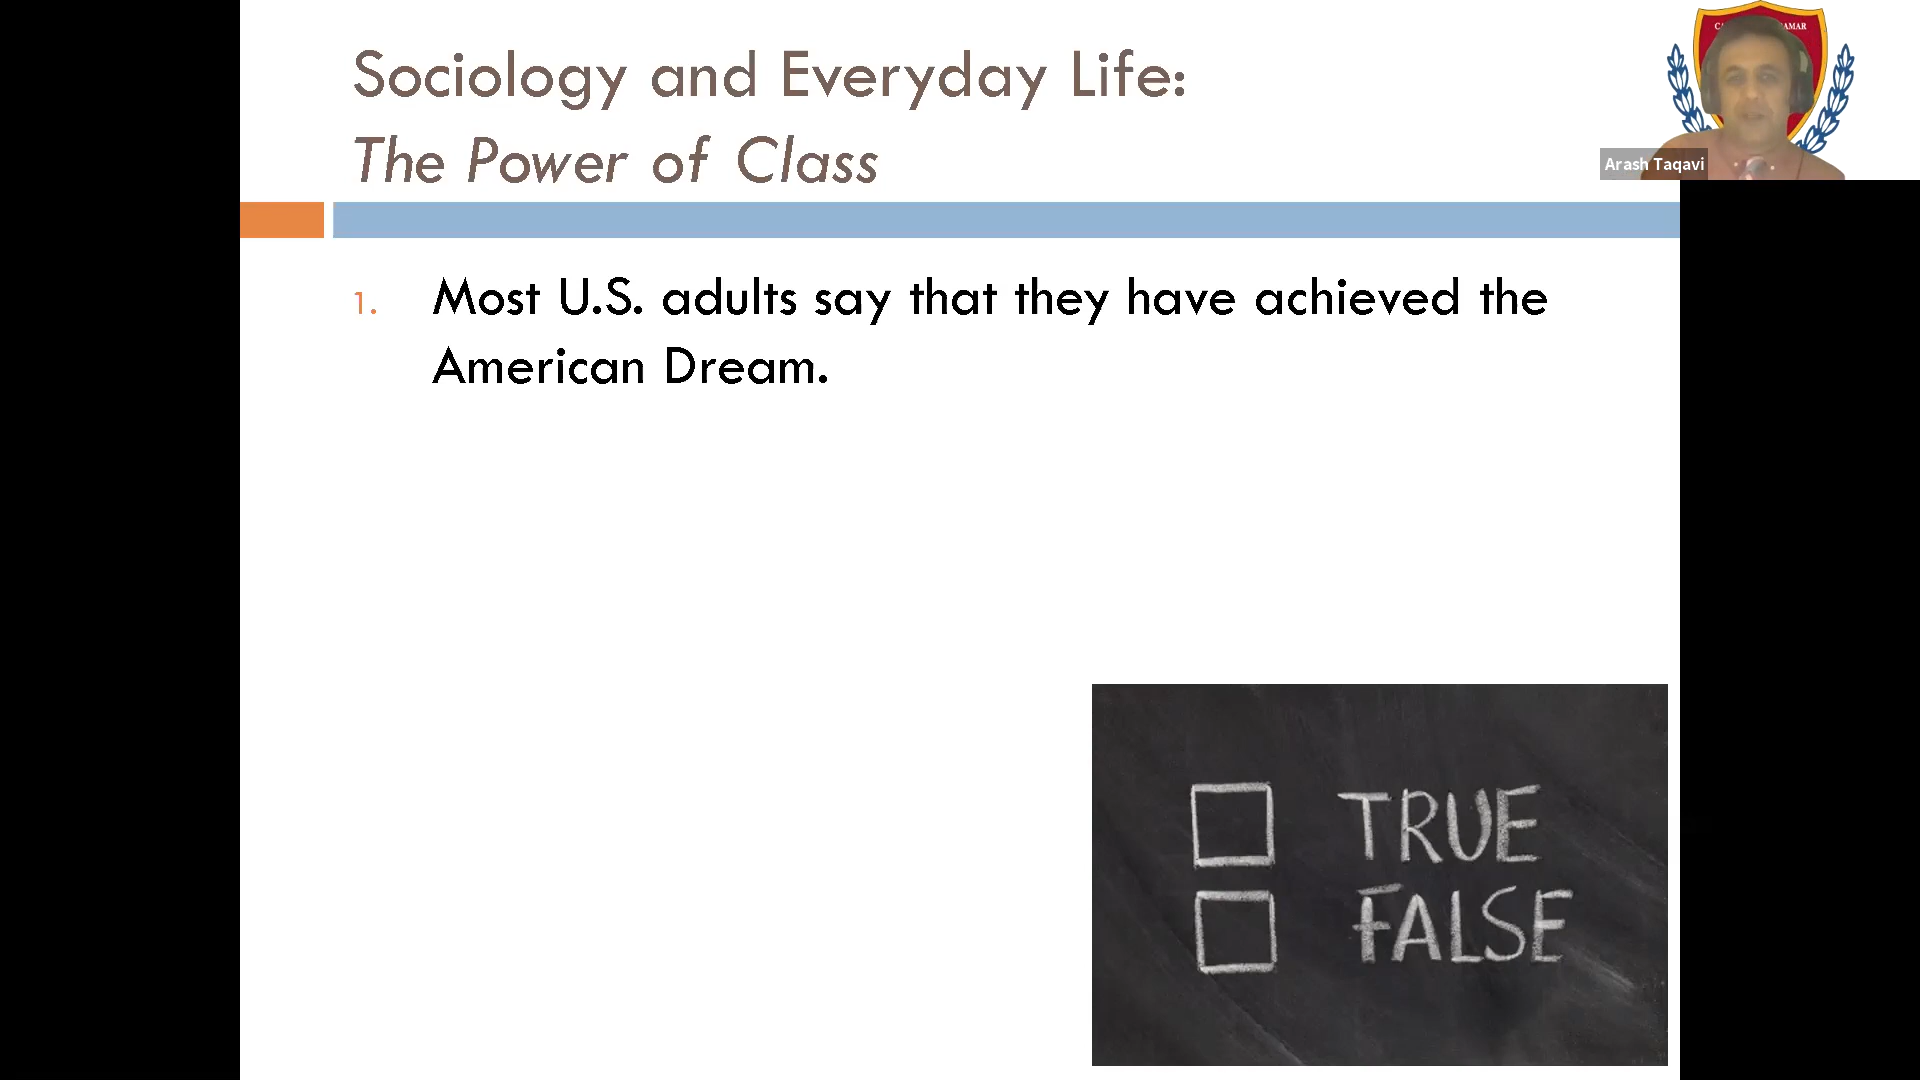 Sociology and Everyday Life:
The Power of Class
Arash Taqavi
1. Most U.S. adults say that they have achieved the
American Dream.
TRUE
FALSE